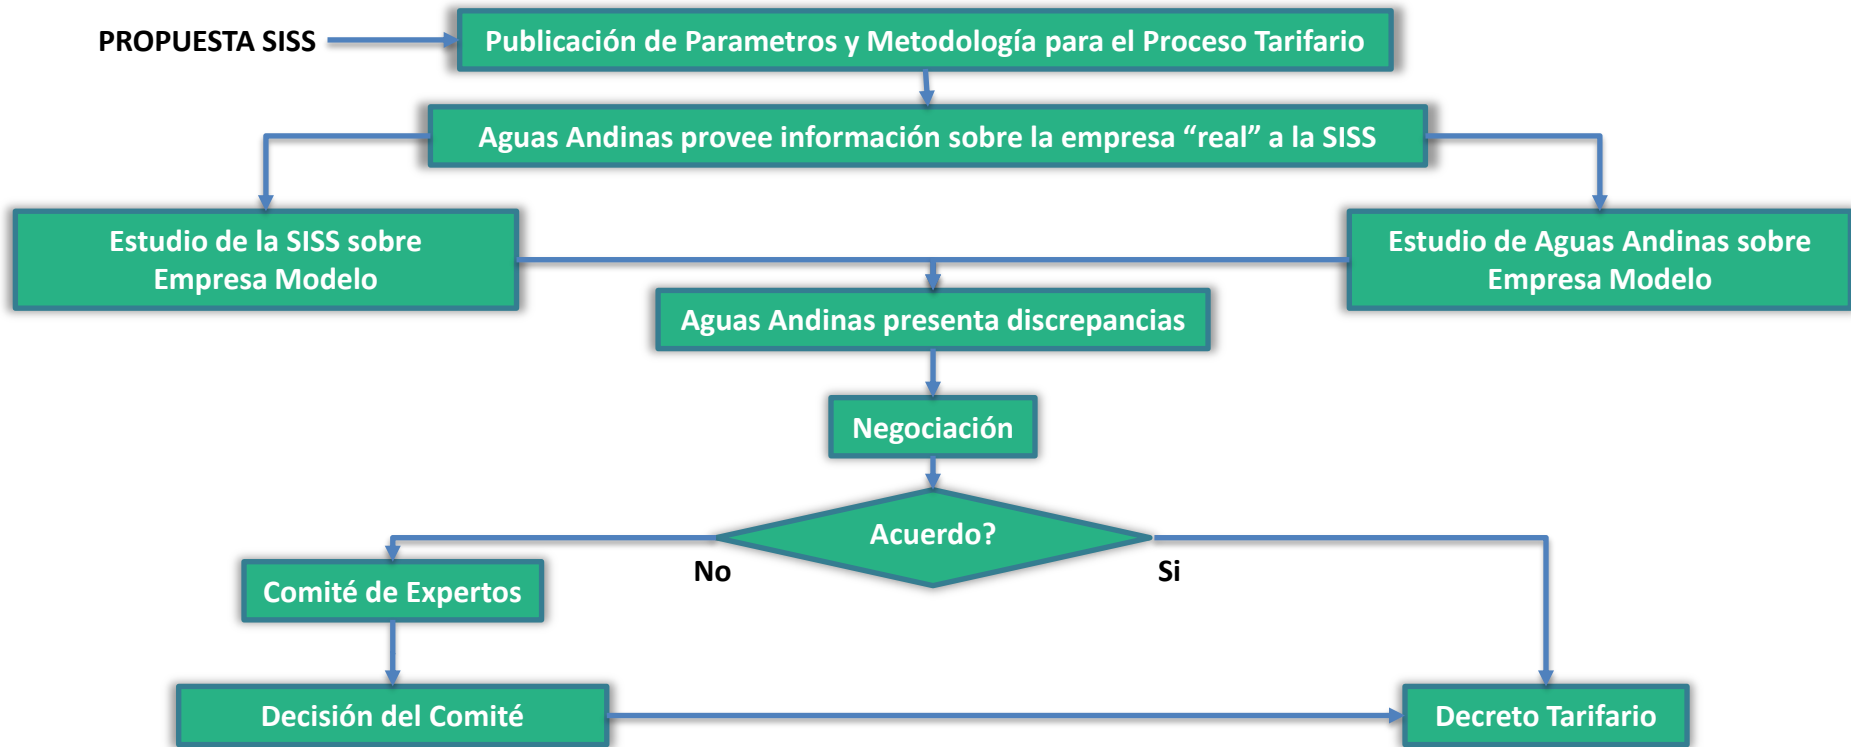 PROPUESTA SISS
Publicación de Parametros y Metodología para el Proceso Tarifario
Aguas Andinas provee información sobre la empresa “real” a la SISS
Estudio de la SISS sobre
Empresa Modelo
Estudio de Aguas Andinas sobre
Empresa Modelo
Aguas Andinas presenta discrepancias
Negociación
Acuerdo?
No
Si
Comité de Expertos
Decisión del Comité
Decreto Tarifario